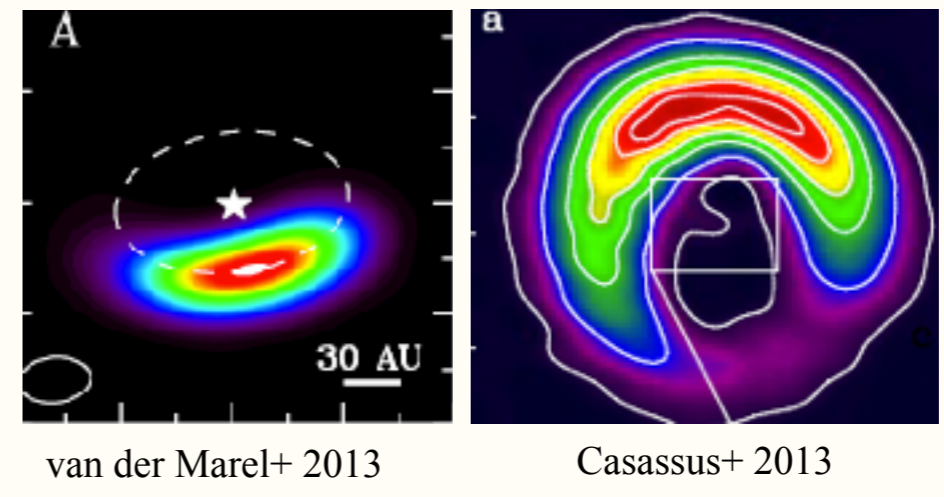 A
a
30 AU
c
van der Marel+ 2013
Casassus+ 2013